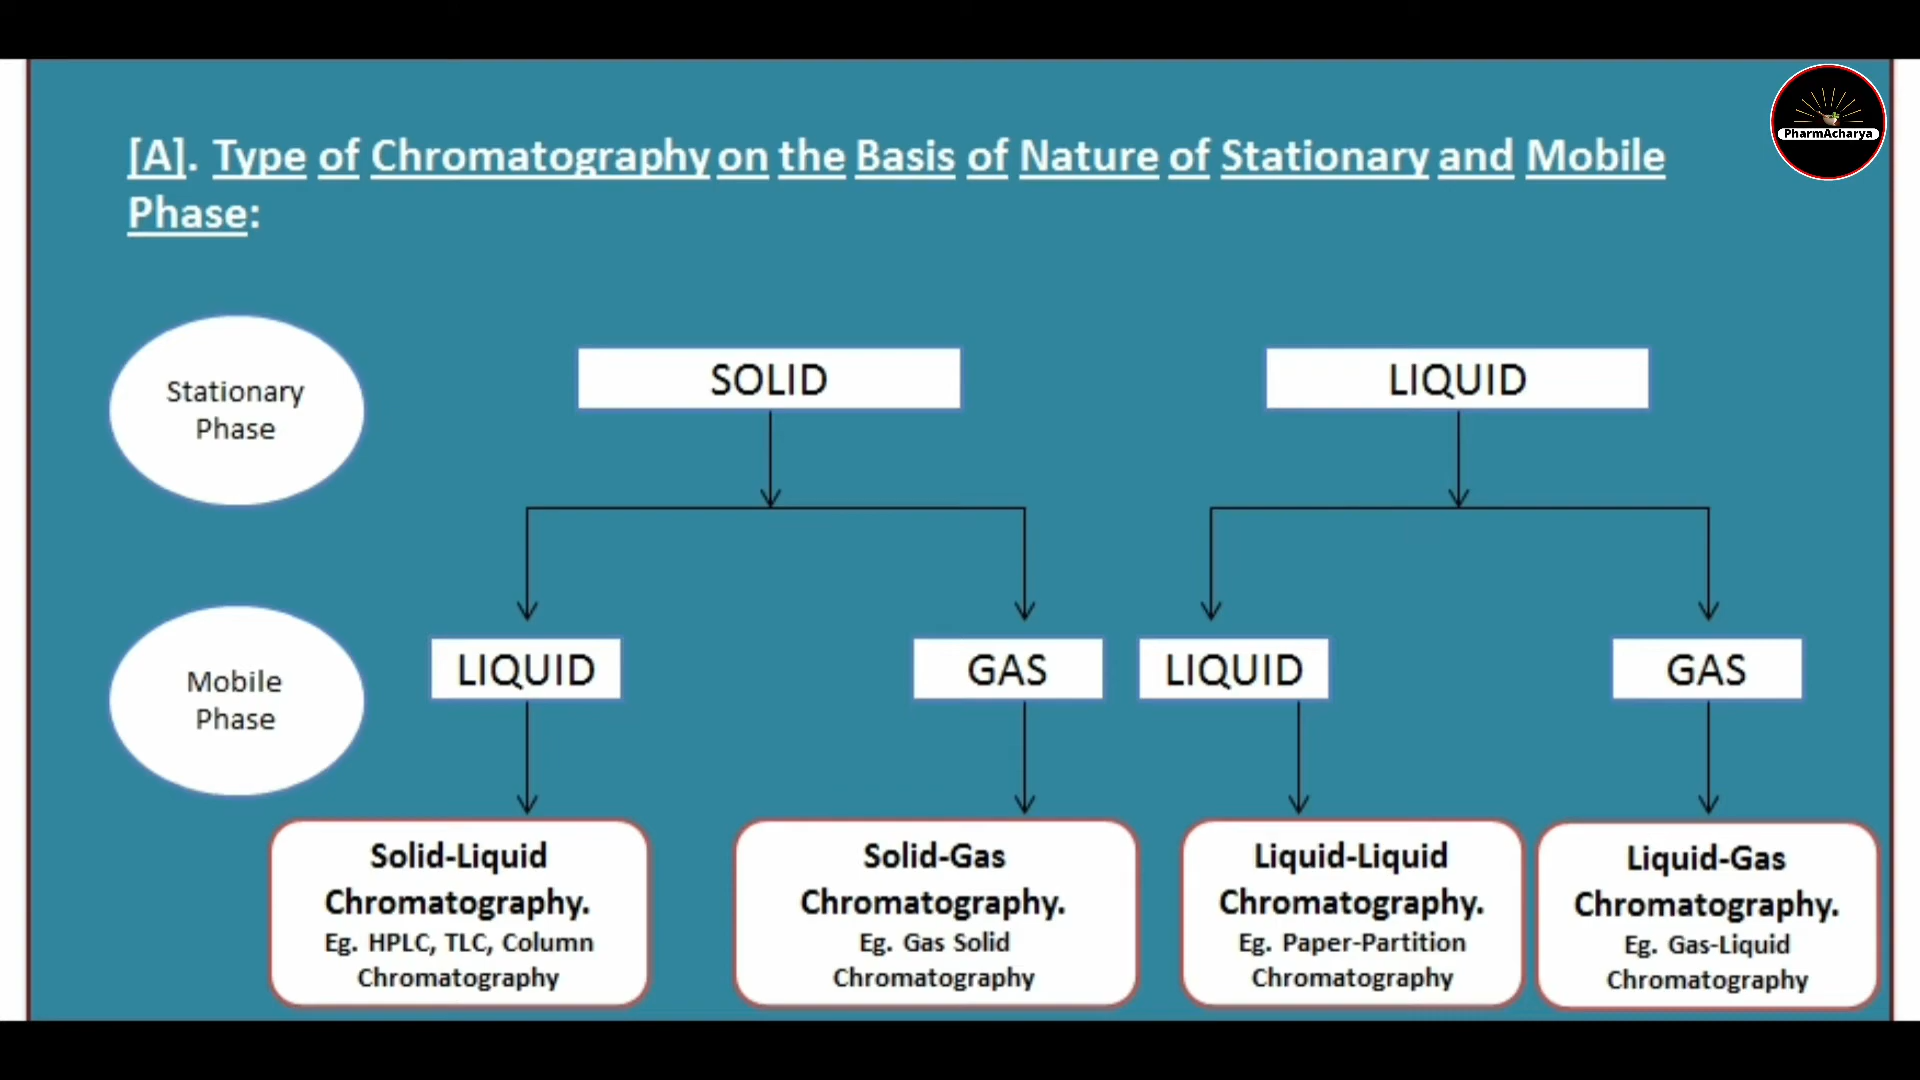 PharmAcharya
[A]. Type of Chromatography on the Basis of Nature of Stationary and Mobile
Phase:
Stationary
Phase
SOLID
LIQUID
Mobile
Phase
LIQUID
GAS
LIQUID
GAS
Solid-Liquid
Chromatography.
Eg. HPLC, TLC, Column
Chromatography
Solid-Gas
Chromatography.
Eg. Gas Solid
Chromatography
Liquid-Liquid
Chromatography.
Eg. Paper-Partition
Chromatography
Liquid-Gas
Chromatography.
Eg. Gas-Liquid
Chromatography